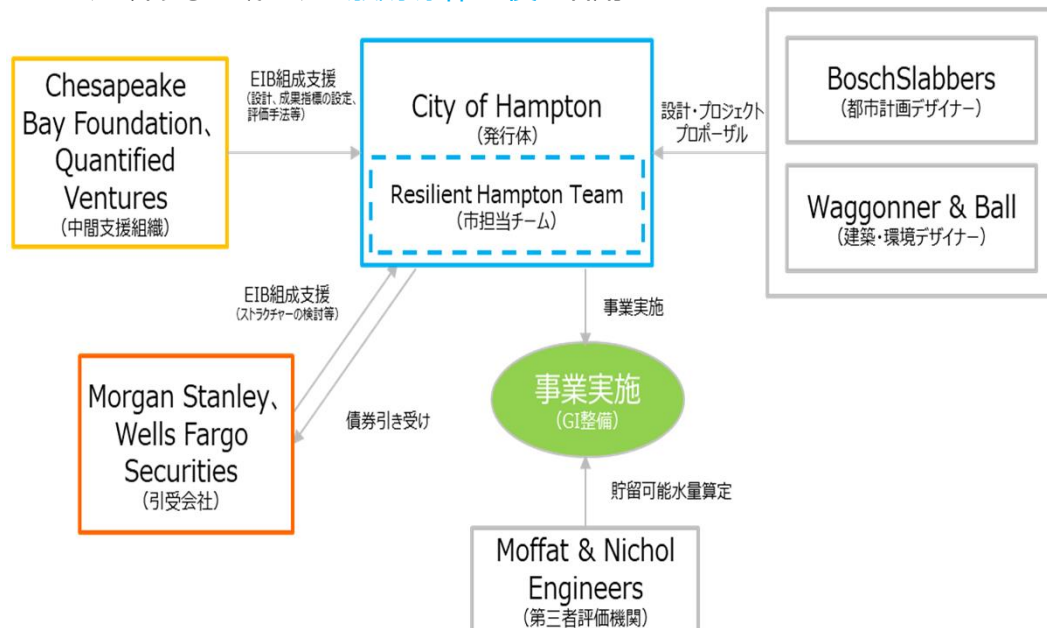 Chesapeake
Bay Foundation、
Quantified
Ventures
（中間支援組織）
EIB組成支援
（設計、成果指標の設定、
評価手法等）
City of Hampton
（発行体）
Resilient Hampton Team
（市担当チーム）
設計・プロジェクト
プロポーザル
BoschSlabbers
（都市計画デザイナー）
Waggonner & Ball
（建築・環境デザイナー）
EIB組成支援
（ストラクチャーの検討等）
事業実施
Morgan Stanley、
Wells Fargo
Securities
（引受会社）
債券引き受け
事業実施
（GI整備）
貯留可能水量算定
Moffat & Nichol
Engineers
（第三者評価機関）